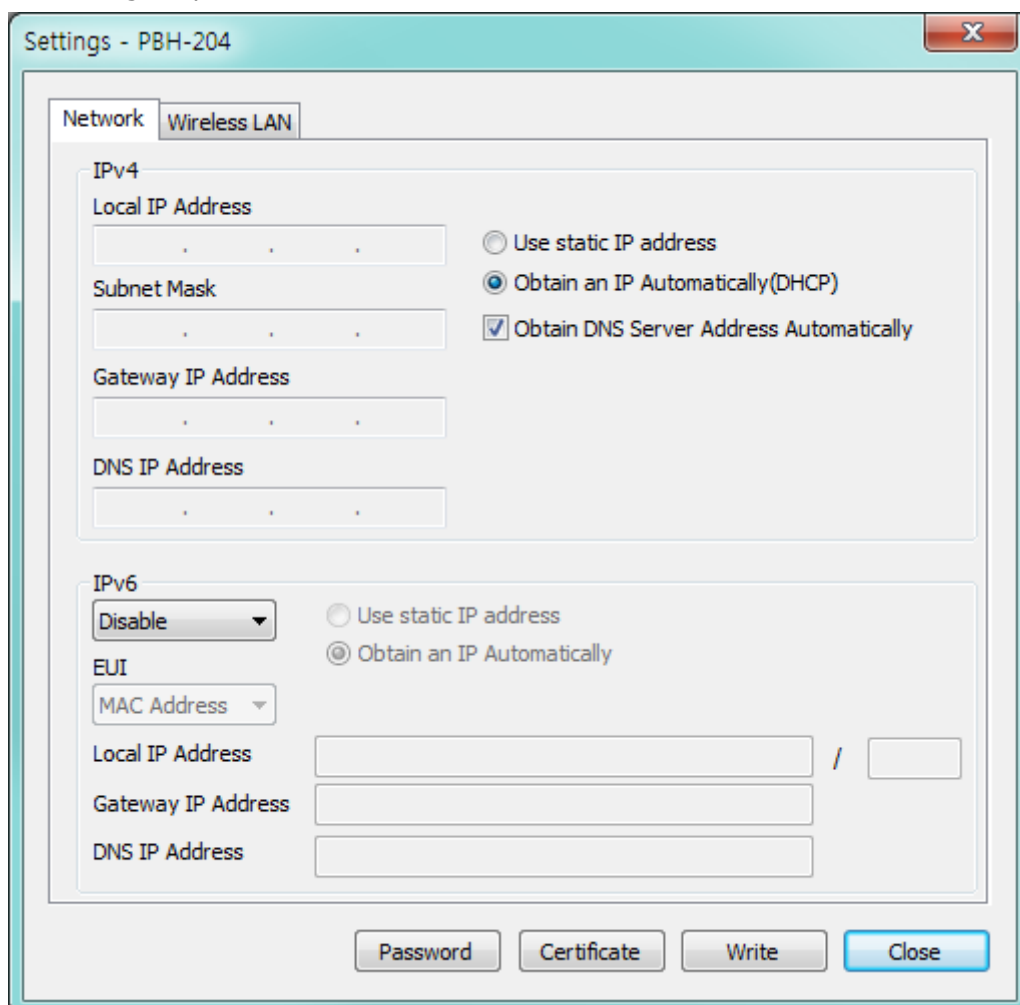 Settings - PBH-204
Network
Wireless LAN
IPv4
Local IP Address
. . .
Use static IP address
Obtain an IP Automatically(DHCP)
Subnet Mask
. . .
Obtain DNS Server Address Automatically
Gateway IP Address
. . .
DNS IP Address
. . .
IPv6
Disable
Use static IP address
Obtain an IP Automatically
EUI
MAC Address
Local IP Address /
Gateway IP Address
DNS IP Address
Password
Certificate
Write
Close